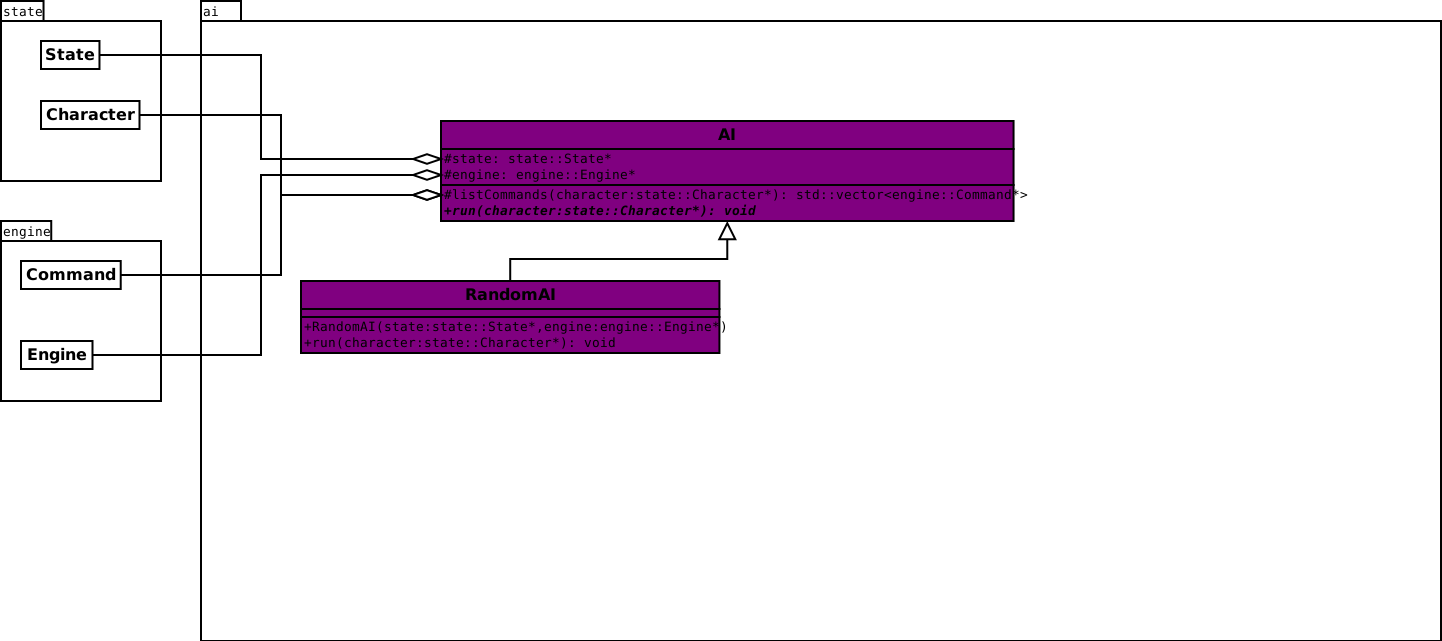 state
State
Character
engine
Command
Engine
ai
AI
#state: state::State*
#engine: engine::Engine*
#listCommands(character:state::Character*): std::vector<engine::Command*>
+run(character:state::Character*): void
RandomAI
+RandomAI(state:state::State*,engine:engine::Engine*)
+run(character:state::Character*): void